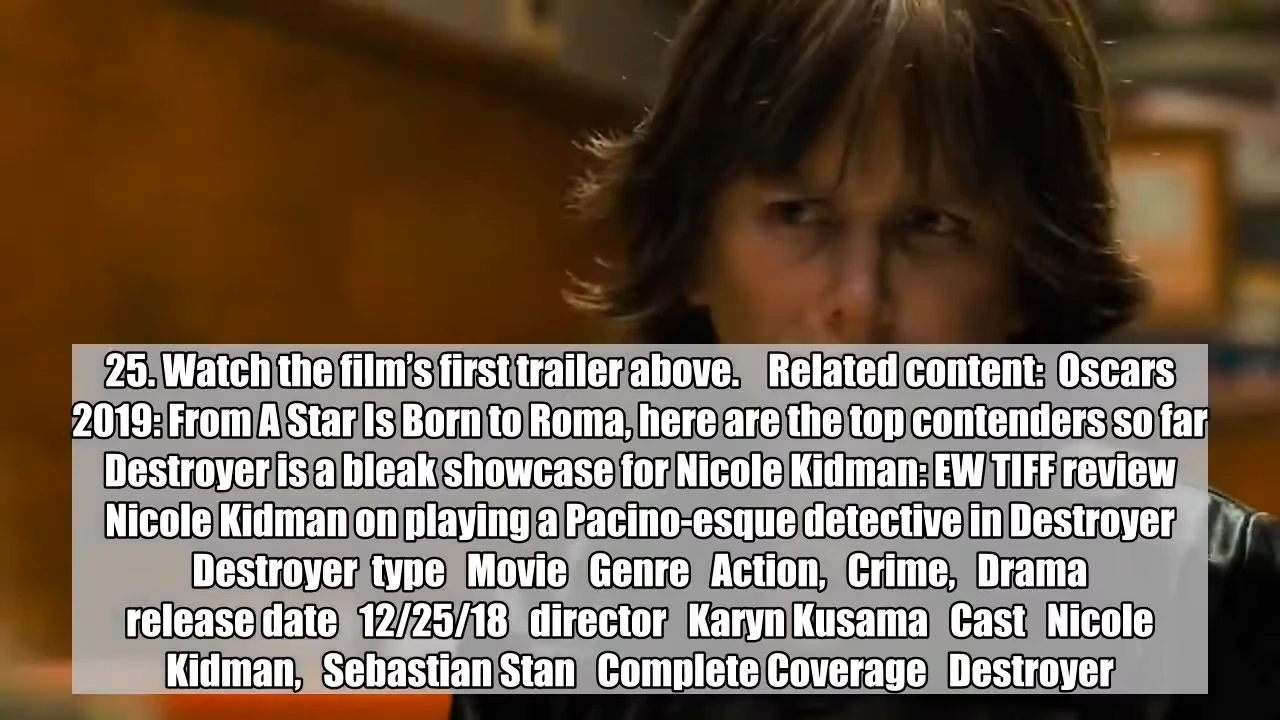 25. Watch the film’s first trailer above. Related content: Oscars
2019: From A Star Is Born to Roma, here are the top contenders so far
Destroyer is a bleak showcase for Nicole Kidman: EW TIFF review
Nicole Kidman on playing a Pacino-esque detective in Destroyer
Destroyer type Movie Genre Action, Crime, Drama
release date 12/25/18 director Karyn Kusama Cast Nicole
Kidman, Sebastian Stan Complete Coverage Destroyer